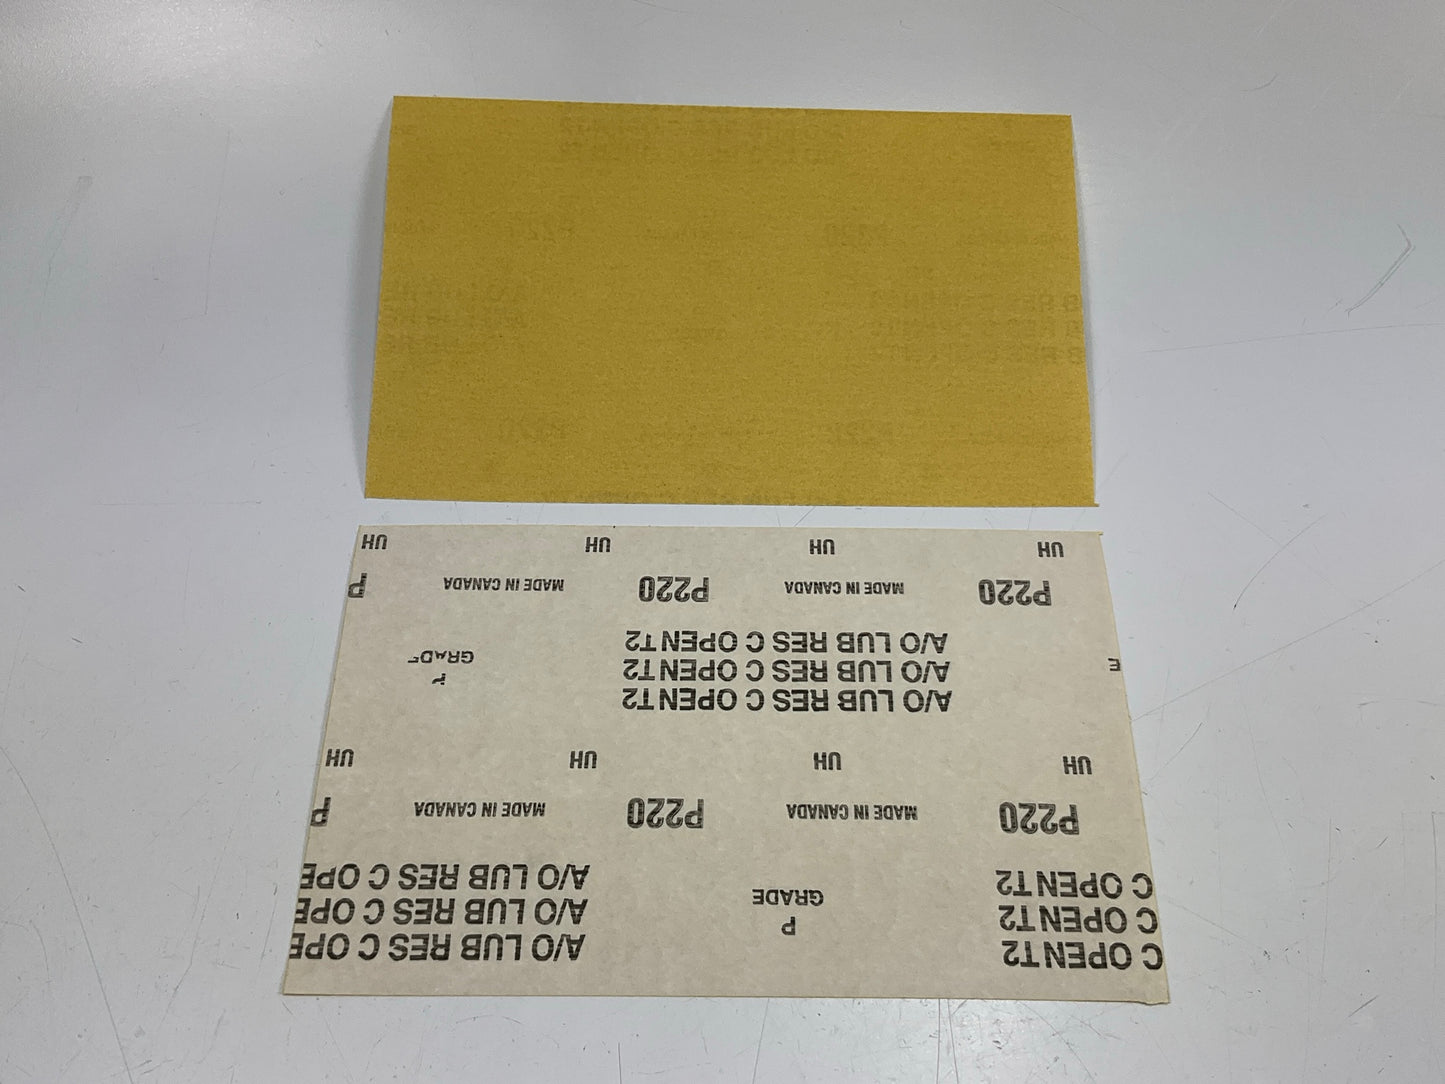 C OPEN T2 A/O LUB RES C OPE
C OPEN T2 P A/O LUB RES C OPE
C OPEN T2 GRADE A/O LUB RES C OPE
P220 MADE IN CANADA P220 MADE IN CANADA P
UH UH UH UH
A/O LUB RES C OPEN T2
A/O LUB RES C OPEN T2 P
E A/O LUB RES C OPEN T2 GRADE
P220 MADE IN CANADA P220 MADE IN CANADA P
UH UH UH UH